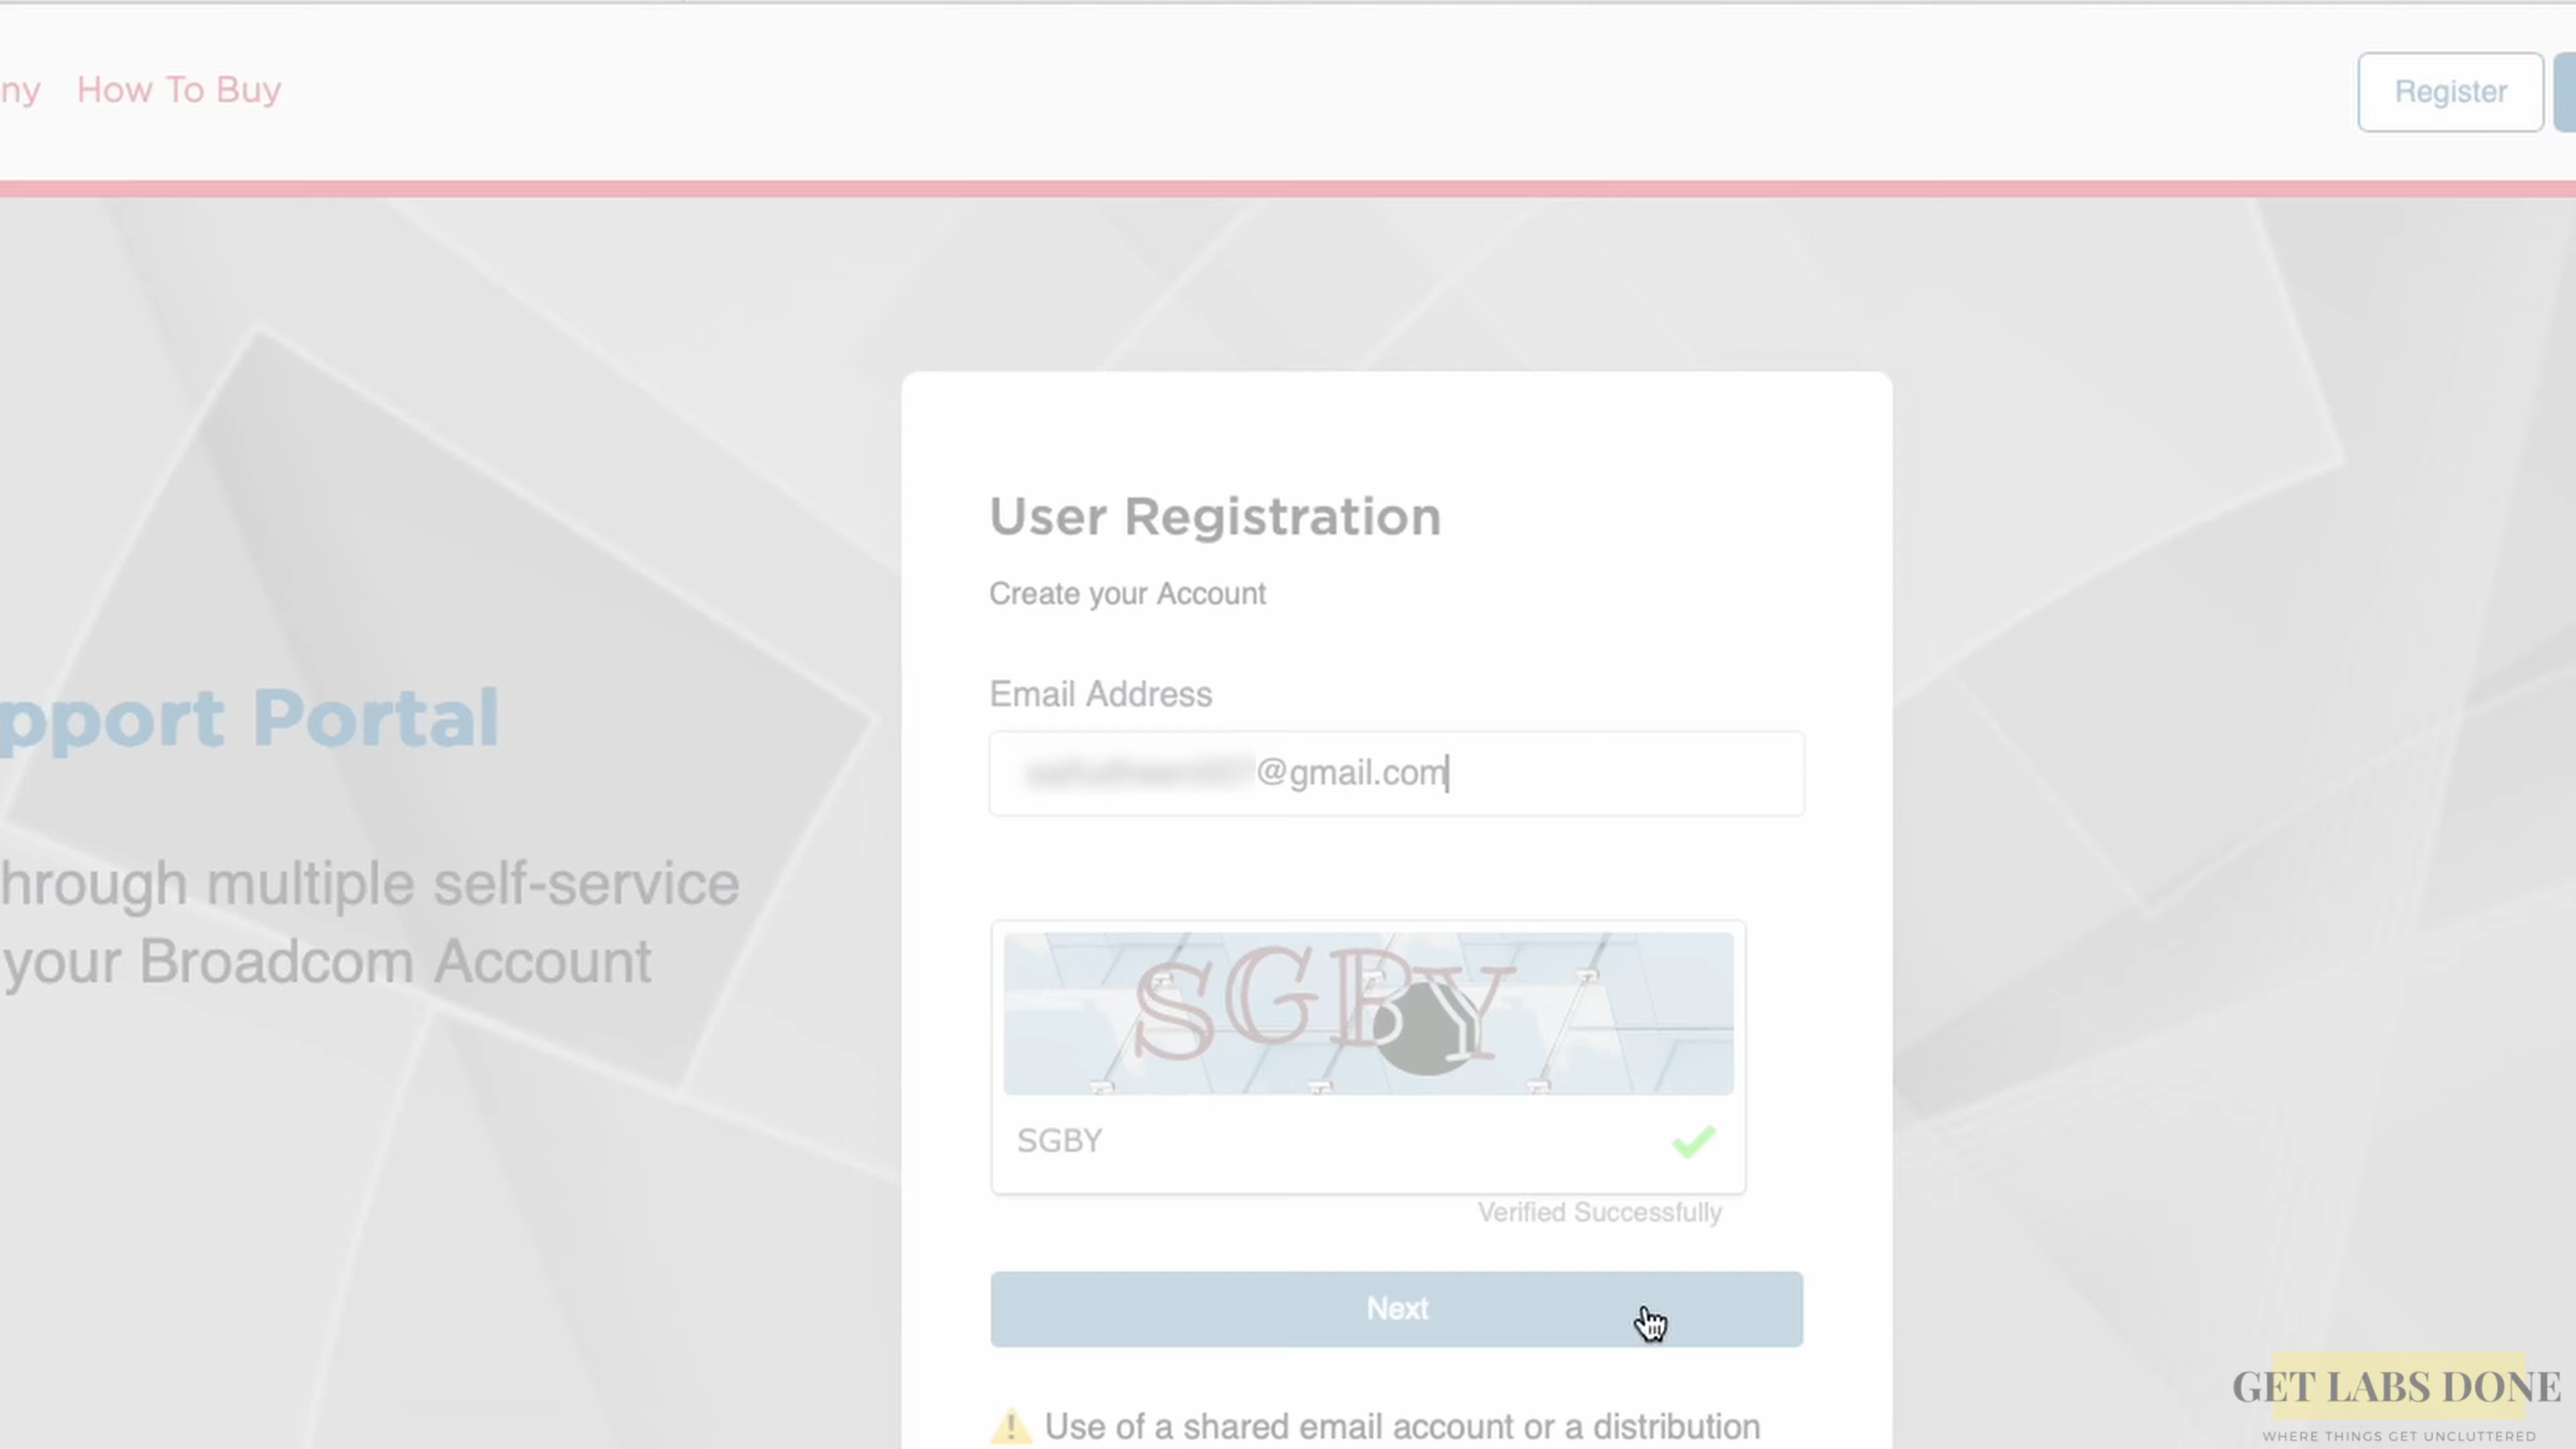 ny How To Buy
Register
User Registration
Create your Account
Email Address
@gmail.com
pport Portal
hrough multiple self-service
your Broadcom Account
SGBY
SGBY
Verified Successfully
Next
Use of a shared email account or a distribution
GET LABS DONE
WHERE THINGS GET UNCLUTTERED